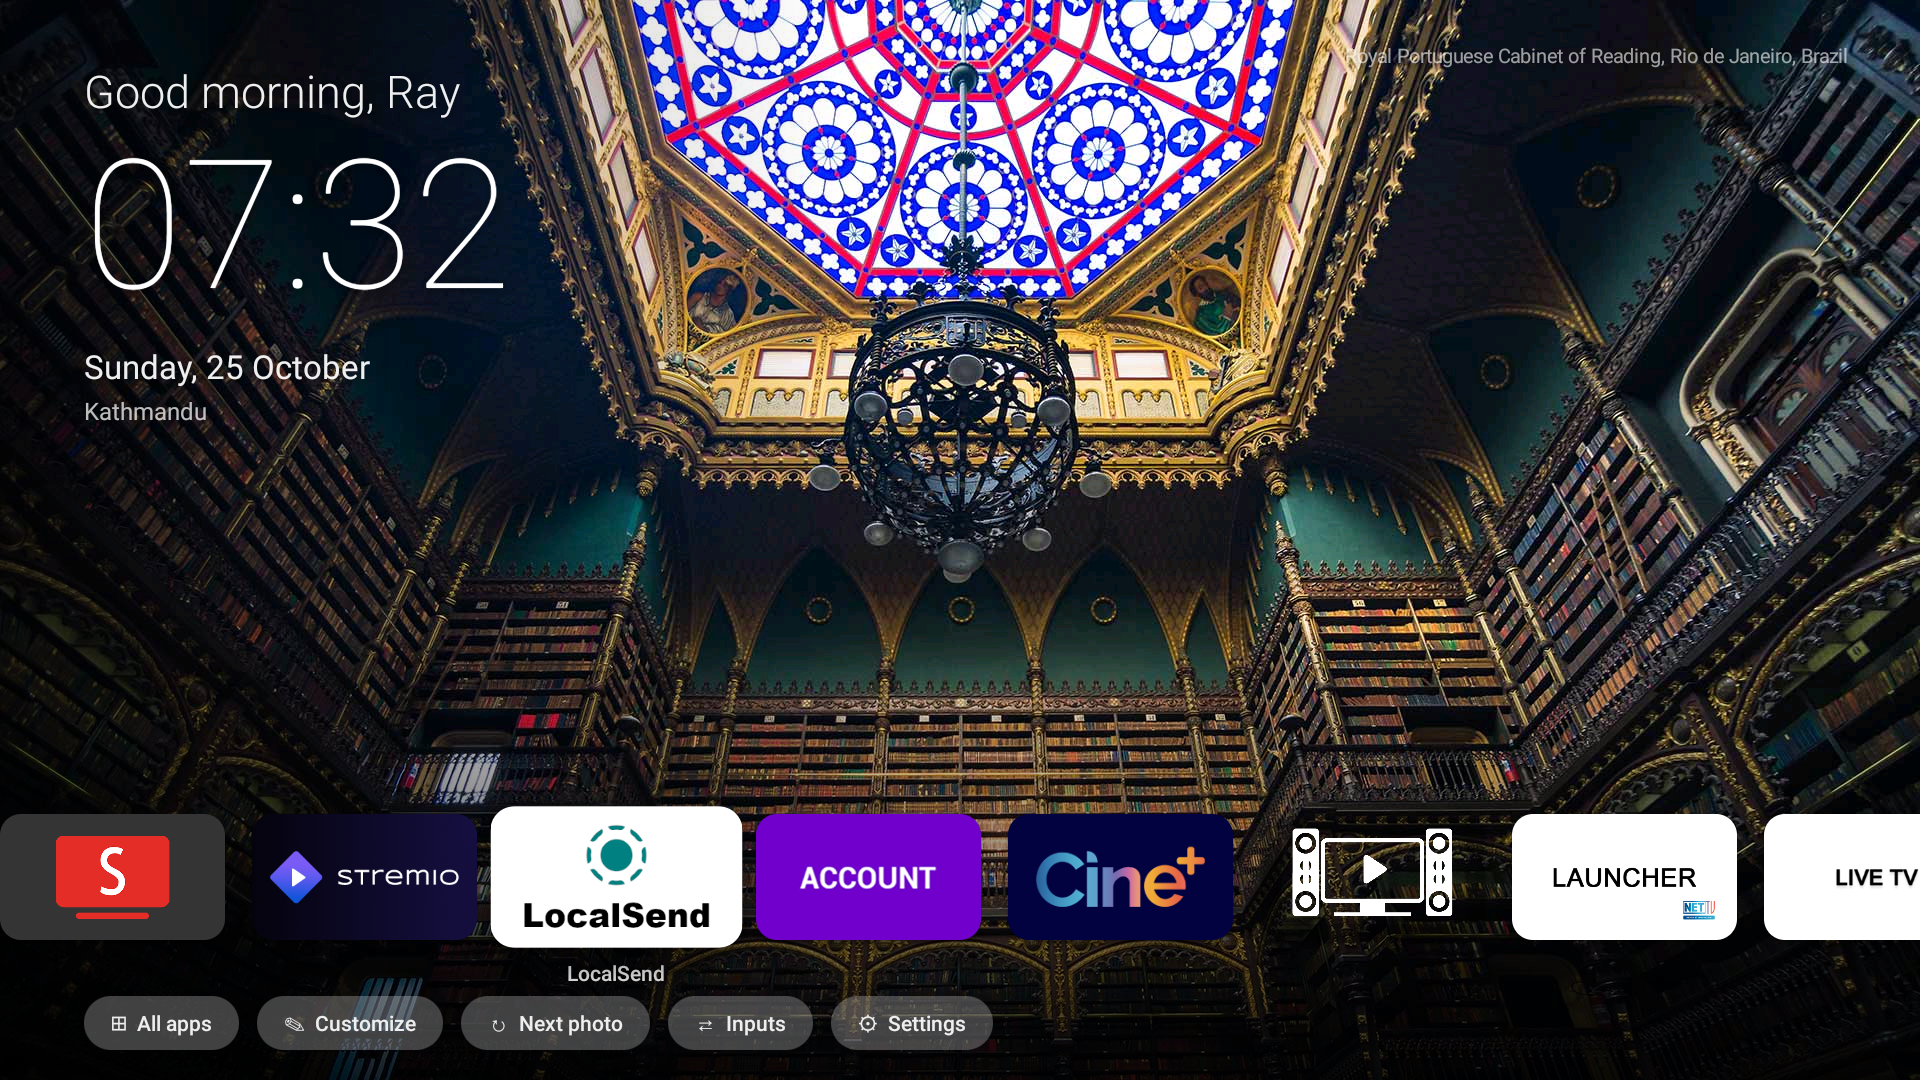 Royal Portuguese Cabinet of Reading, Rio de Janeiro, Brazil
Good morning, Ray
07:32
Sunday, 25 October
Kathmandu
S
STREMIO
LocalSend
ACCOUNT
Cine+
LAUNCHER
NETTV
LIVE TV
LocalSend
All apps
Customize
Next photo
Inputs
Settings